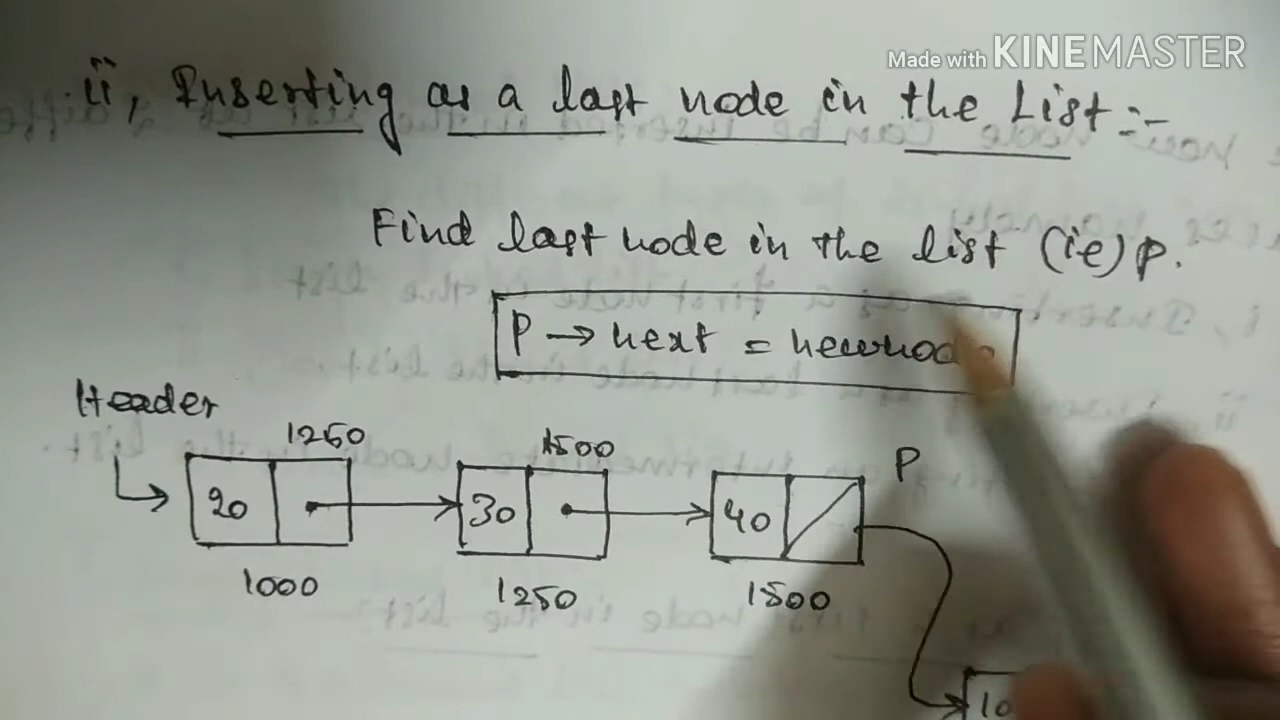 Made with KINEMASTER
ii, Inserting as a last node in the List:-
Find last node in the list (ie) p.
P → next = newnode
Header
1250 1500 P
20 30 40
1000 1250 1500
10